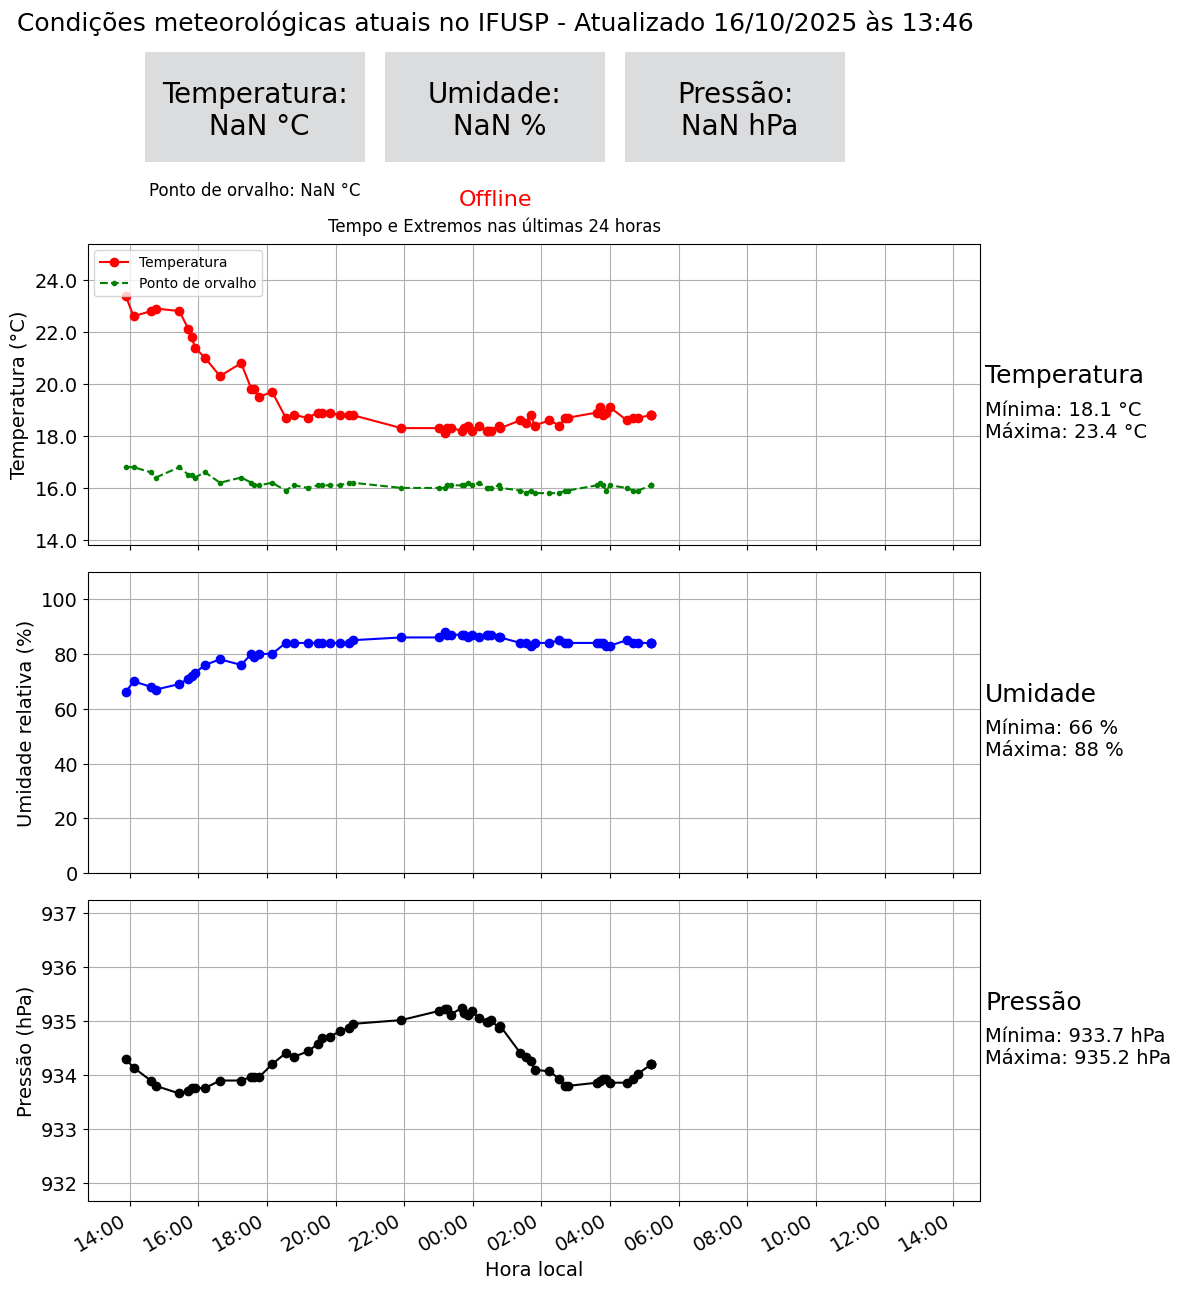 Condições meteorológicas atuais no IFUSP - Atualizado 16/10/2025 às 13:46
Temperatura:
NaN °C
Umidade:
NaN %
Pressão:
NaN hPa
Ponto de orvalho: NaN °C
Offline
Tempo e Extremos nas últimas 24 horas
Temperatura
Ponto de orvalho
24.0
22.0
20.0
18.0
16.0
14.0
Temperatura (°C)
Temperatura
Mínima: 18.1 °C
Máxima: 23.4 °C
100
80
60
40
20
0
Umidade relativa (%)
Umidade
Mínima: 66 %
Máxima: 88 %
937
936
935
934
933
932
Pressão (hPa)
Pressão
Mínima: 933.7 hPa
Máxima: 935.2 hPa
14:00 16:00 18:00 20:00 22:00 00:00 02:00 04:00 06:00 08:00 10:00 12:00 14:00
Hora local